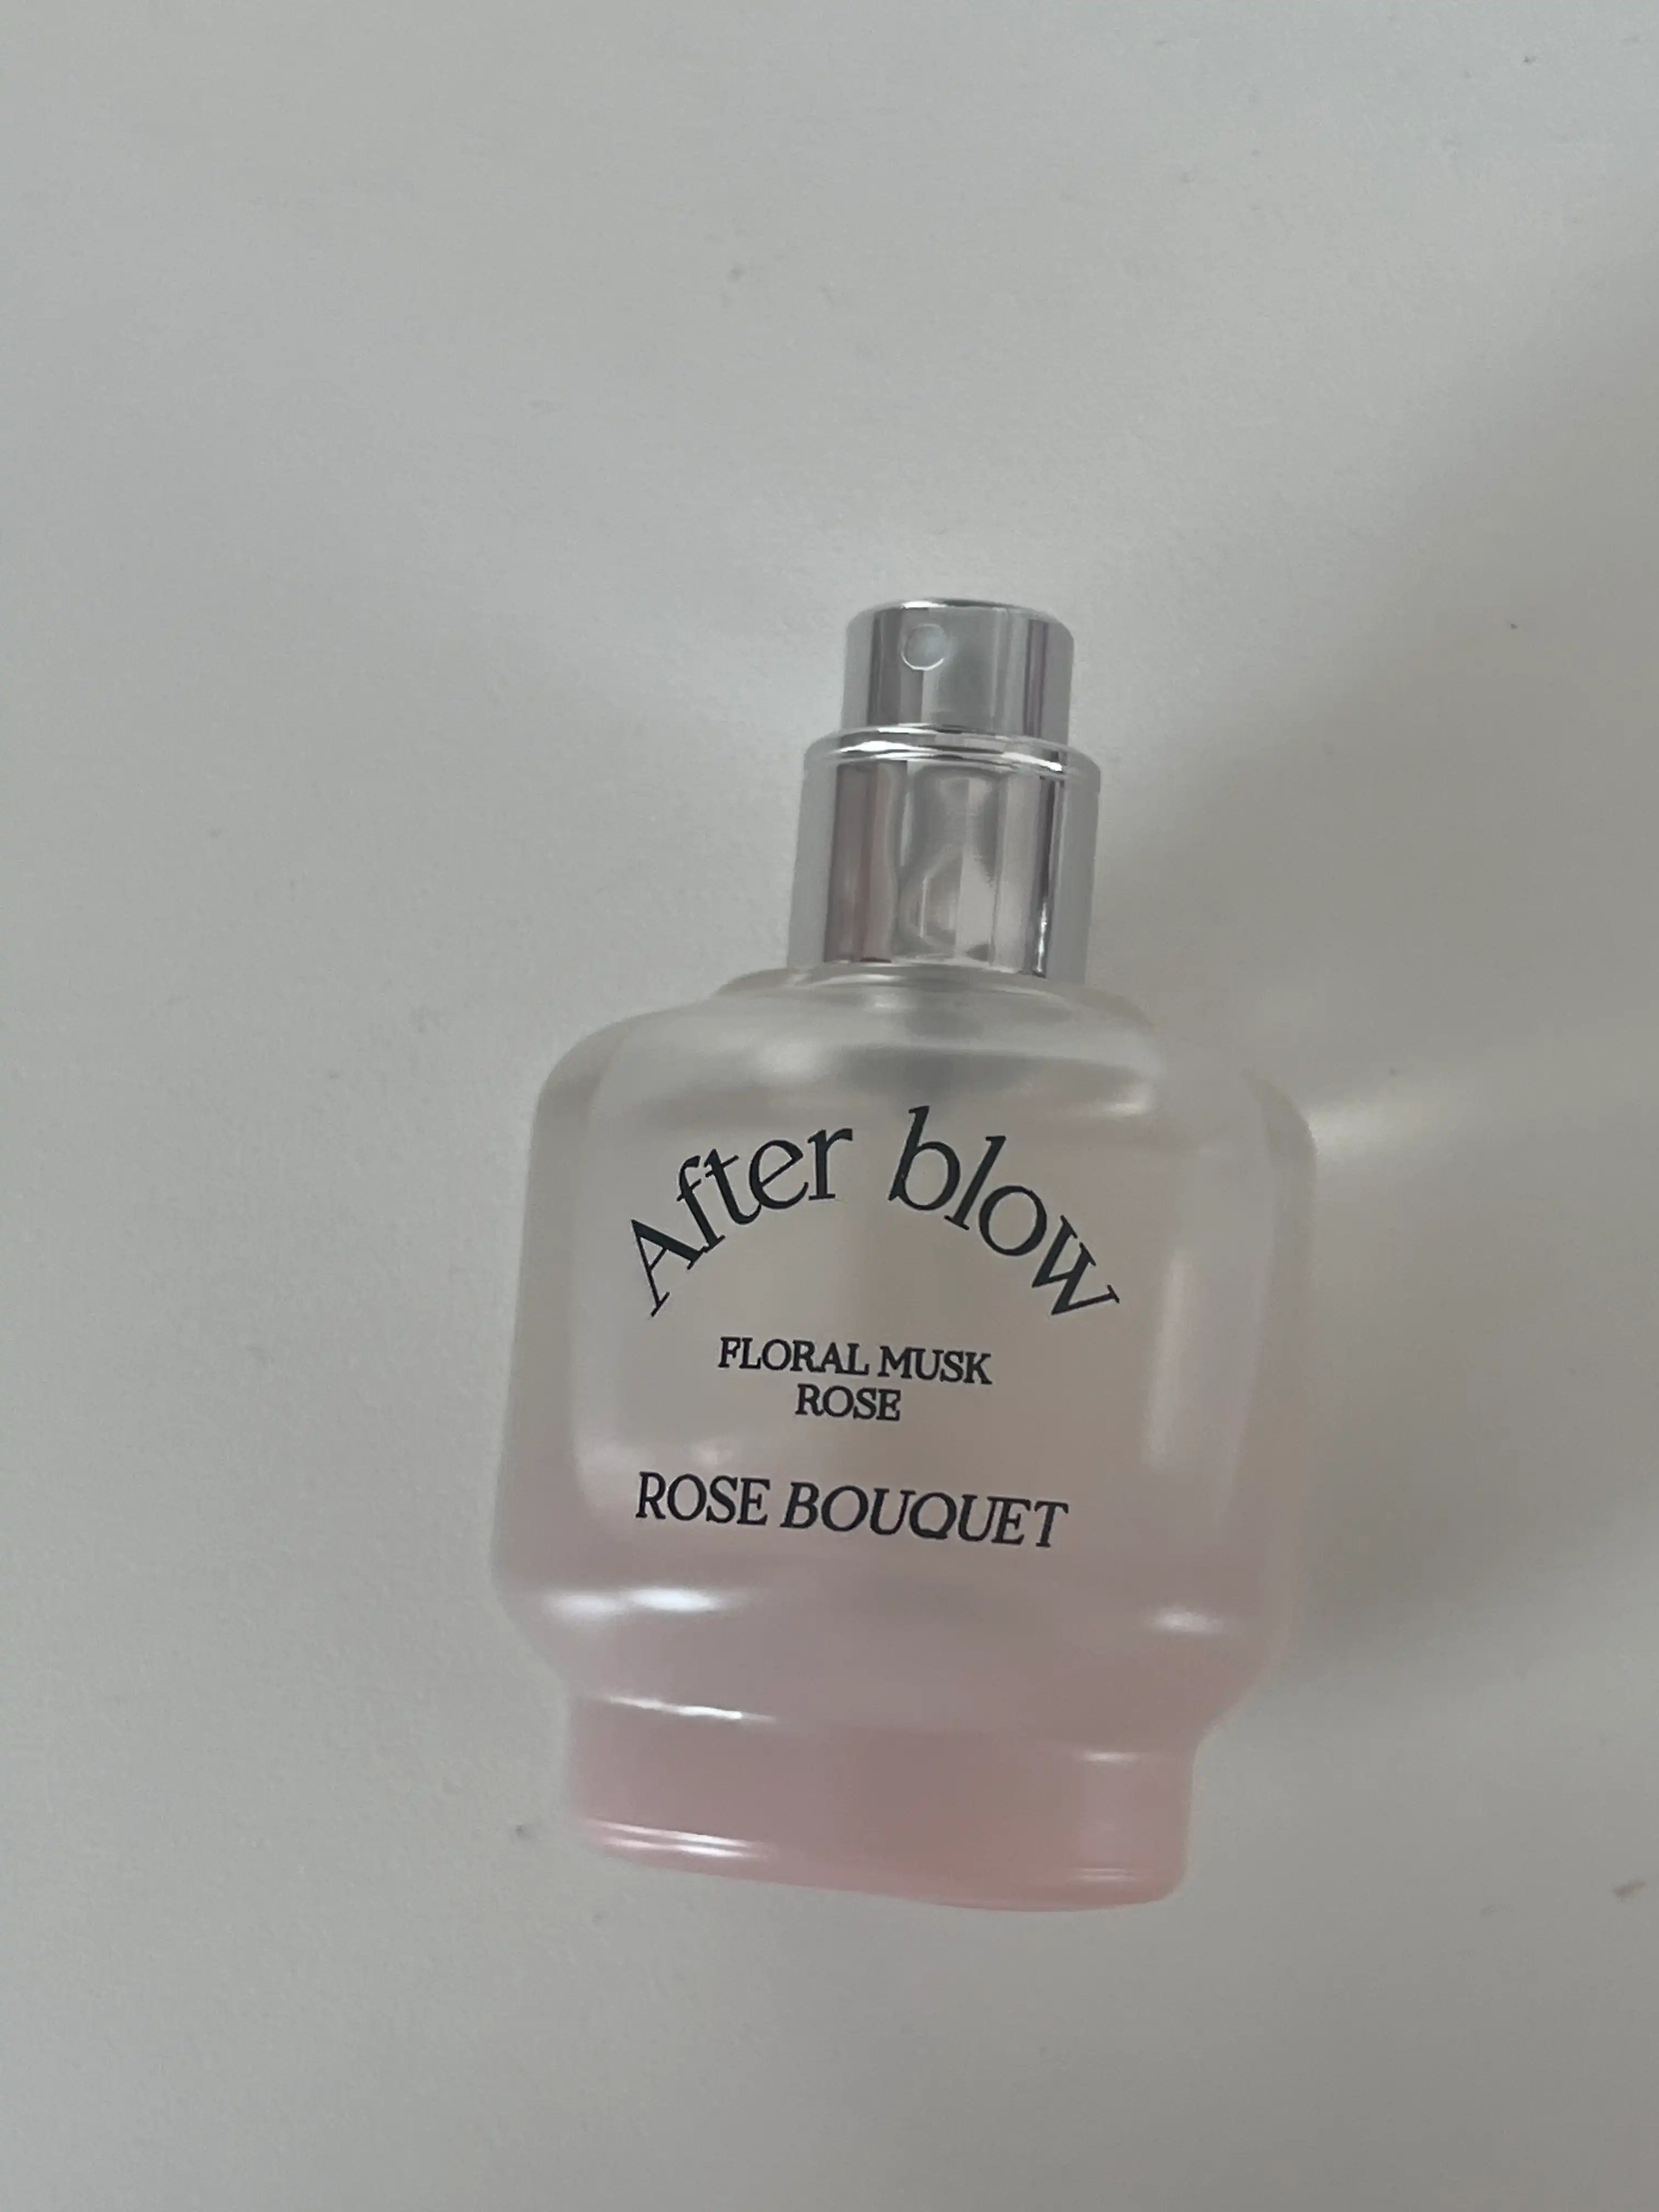 After blow
FLORAL MUSK
ROSE
ROSE BOUQUET